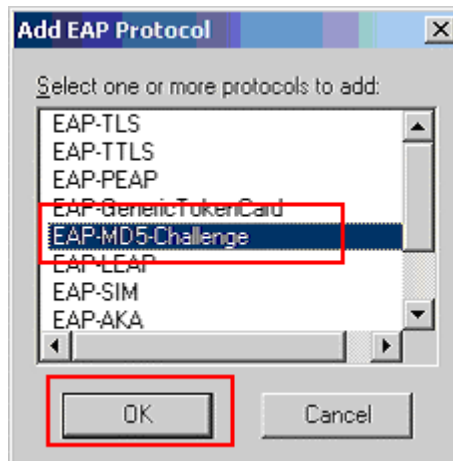 Add EAP Protocol
Select one or more protocols to add:
EAP-TLS
EAP-TTLS
EAP-PEAP
EAP-GenericTokenCard
EAP-MD5-Challenge
EAP-LEAP
EAP-SIM
EAP-AKA
OK
Cancel